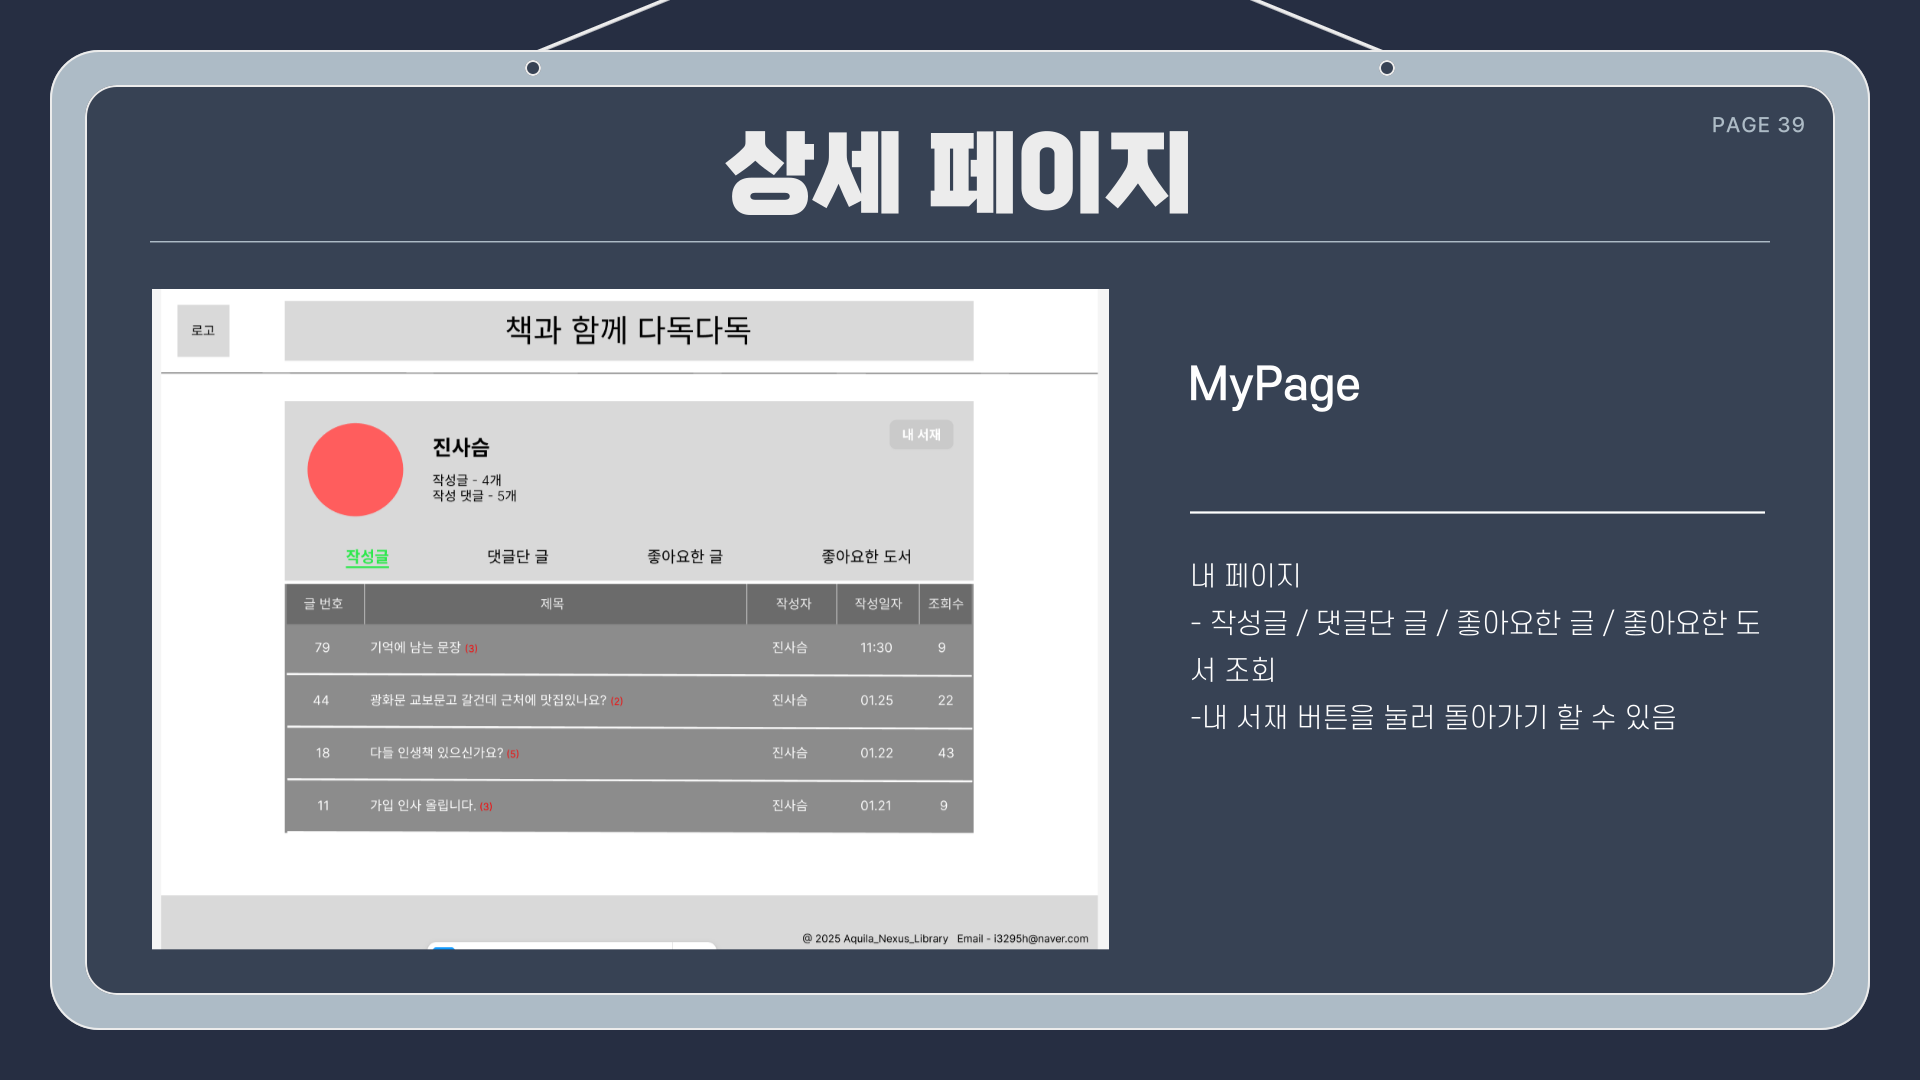 PAGE 39
상세 페이지
로고
책과 함께 다독다독
진사슴
내 서재
작성글 - 4개
작성 댓글 - 5개
작성글 댓글단 글 좋아요한 글 좋아요한 도서
글 번호 제목 작성자 작성일자 조회수
79 기억에 남는 문장 (3) 진사슴 11:30 9
44 광화문 교보문고 갈건데 근처에 맛집있나요? (2) 진사슴 01.25 22
18 다들 인생책 있으신가요? (5) 진사슴 01.22 43
11 가입 인사 올립니다. (3) 진사슴 01.21 9
@ 2025 Aquila_Nexus_Library Email - i3295h@naver.com
MyPage
내 페이지
- 작성글 / 댓글단 글 / 좋아요한 글 / 좋아요한 도
서 조회
-내 서재 버튼을 눌러 돌아가기 할 수 있음